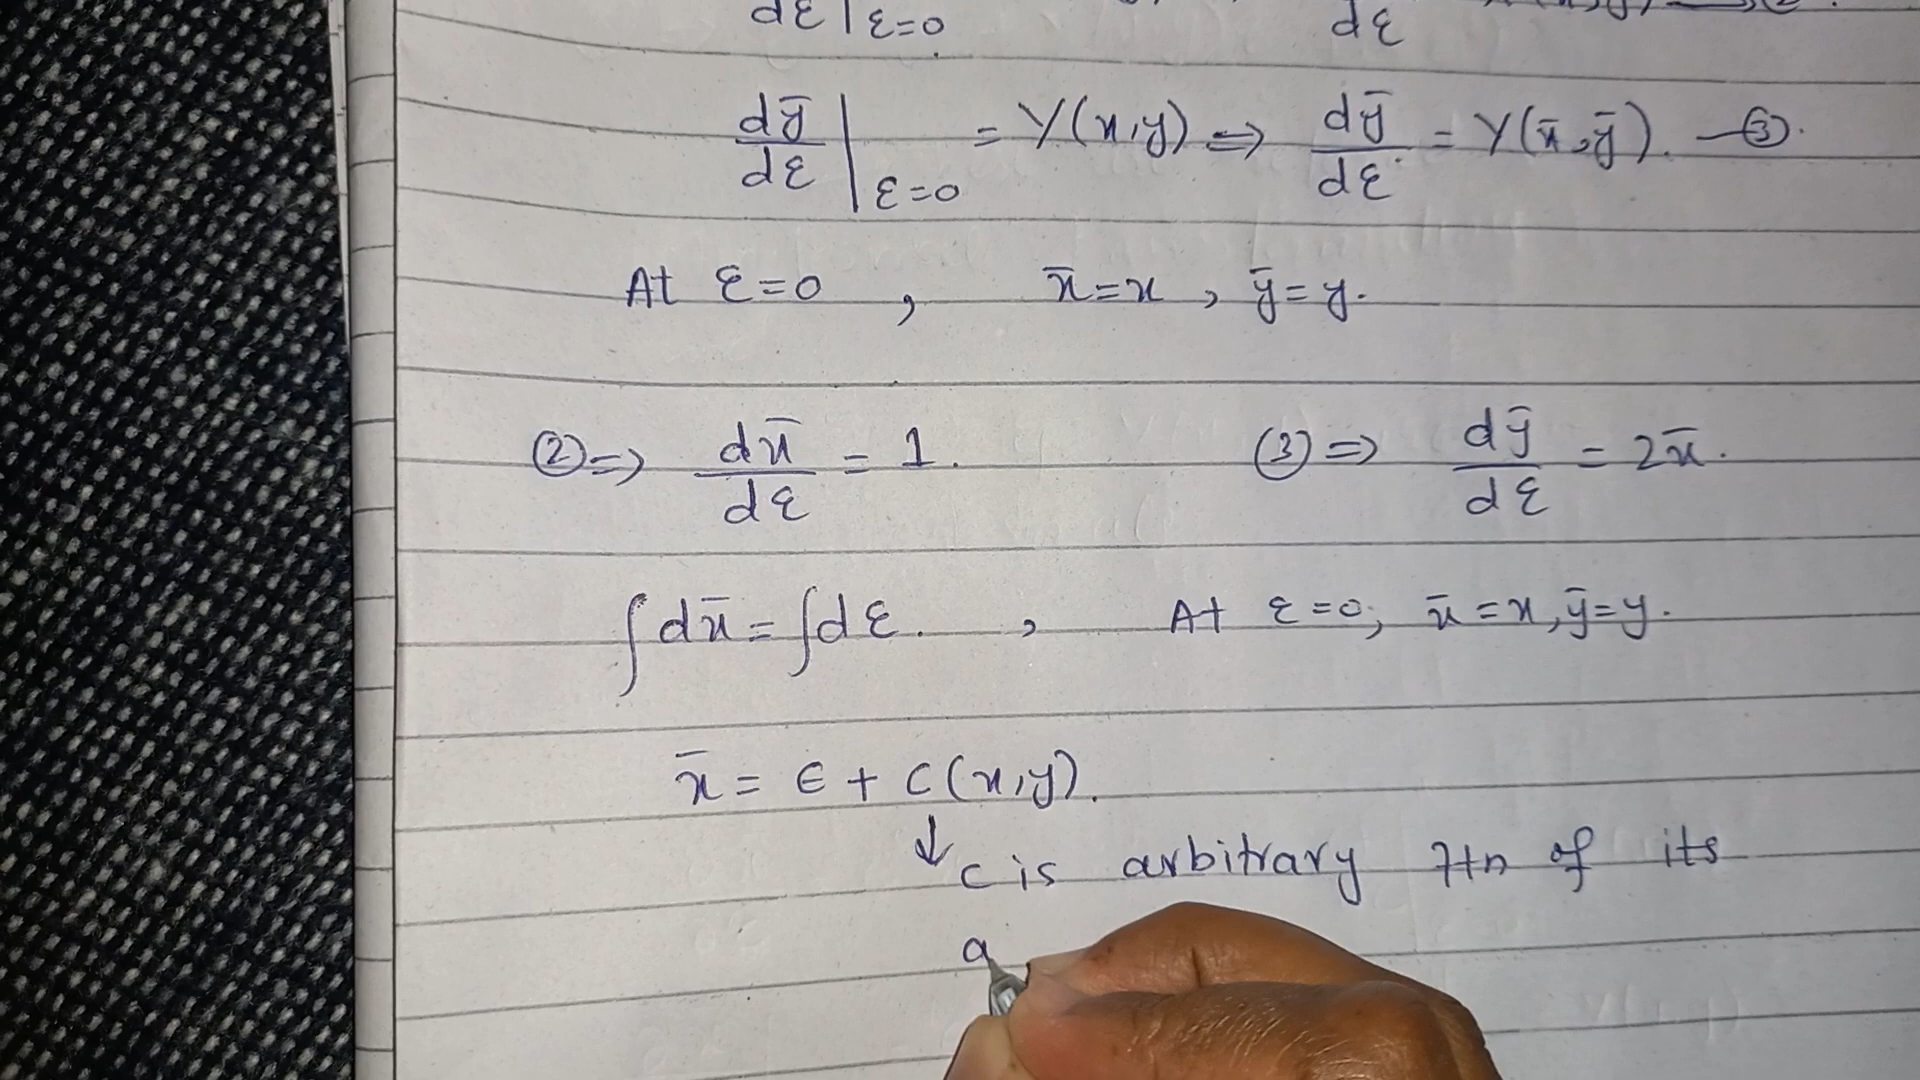 dε | ε=0 dε
dȳ/dε | ε=0 = Y(x,y) ⇒ dȳ/dε = Y(x̄,ȳ). —③.
At ε=0 , x̄=x , ȳ=y.
②⇒ dx̄/dε = 1. ③⇒ dȳ/dε = 2x̄.
∫dx̄ = ∫dε. , At ε=0, x̄=x, ȳ=y.
x̄ = ϵ + C(x,y).
↓ C is arbitrary of its
a